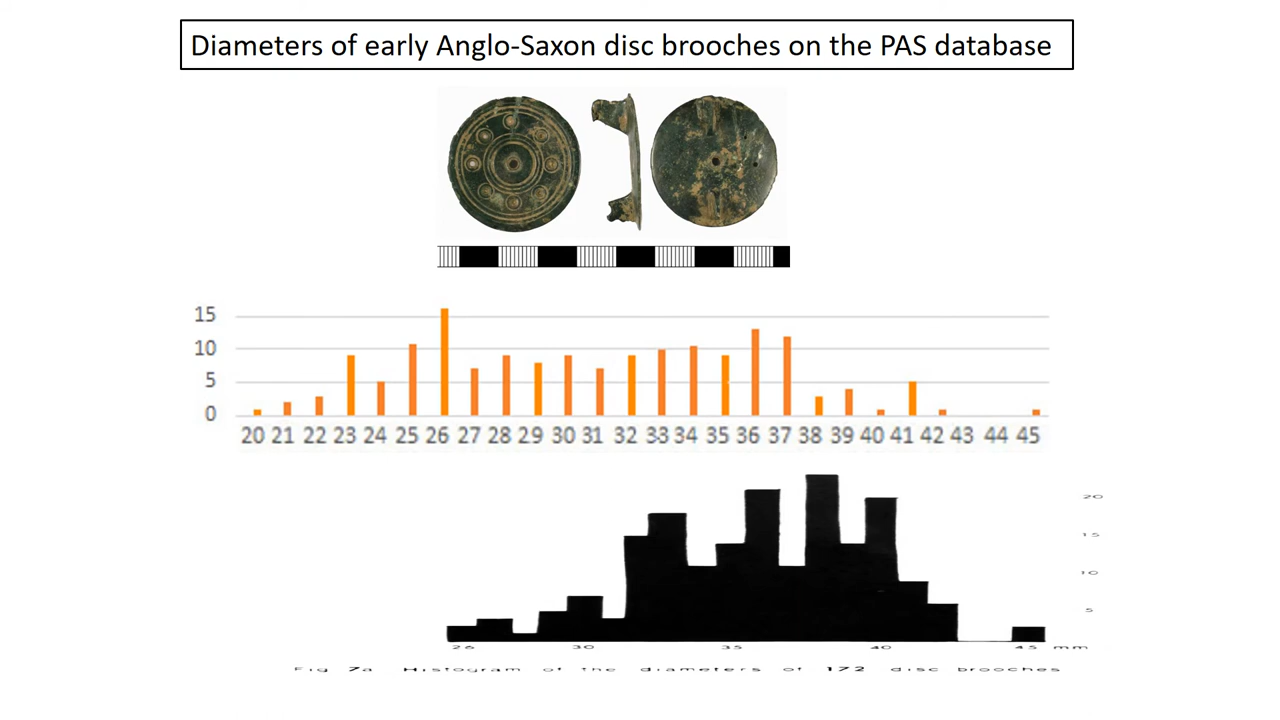 Diameters of early Anglo-Saxon disc brooches on the PAS database
15
10
5
0
20 21 22 23 24 25 26 27 28 29 30 31 32 33 34 35 36 37 38 39 40 41 42 43 44 45
20
15
10
5
26 30 35 40 45 mm
Fig 7a Histogram of the diameters of 172 disc brooches